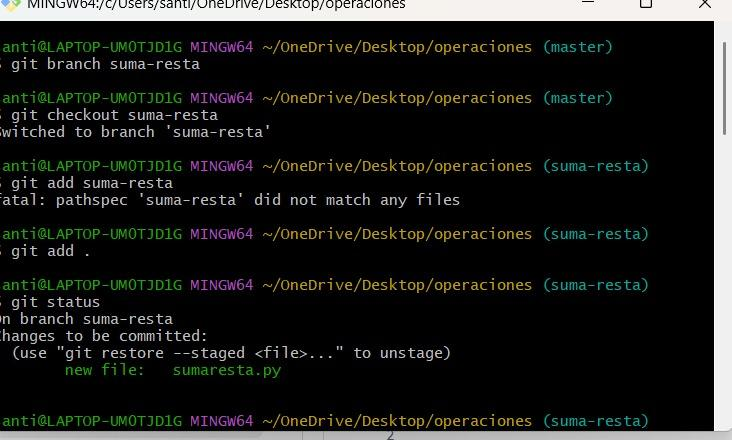 MINGW64:/c/Users/santi/OneDrive/Desktop/operaciones
anti@LAPTOP-UM0TJD1G MINGW64 ~/OneDrive/Desktop/operaciones (master)
$ git branch suma-resta
anti@LAPTOP-UM0TJD1G MINGW64 ~/OneDrive/Desktop/operaciones (master)
$ git checkout suma-resta
Switched to branch 'suma-resta'
anti@LAPTOP-UM0TJD1G MINGW64 ~/OneDrive/Desktop/operaciones (suma-resta)
$ git add suma-resta
fatal: pathspec 'suma-resta' did not match any files
anti@LAPTOP-UM0TJD1G MINGW64 ~/OneDrive/Desktop/operaciones (suma-resta)
$ git add .
anti@LAPTOP-UM0TJD1G MINGW64 ~/OneDrive/Desktop/operaciones (suma-resta)
$ git status
On branch suma-resta
Changes to be committed:
(use "git restore --staged <file>..." to unstage)
new file: sumaresta.py
anti@LAPTOP-UM0TJD1G MINGW64 ~/OneDrive/Desktop/operaciones (suma-resta)
2